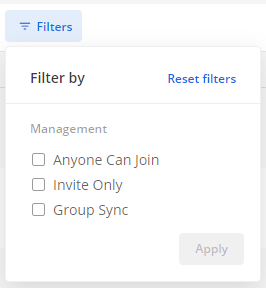 Filters
Filter by Reset filters
Management
Anyone Can Join
Invite Only
Group Sync
Apply